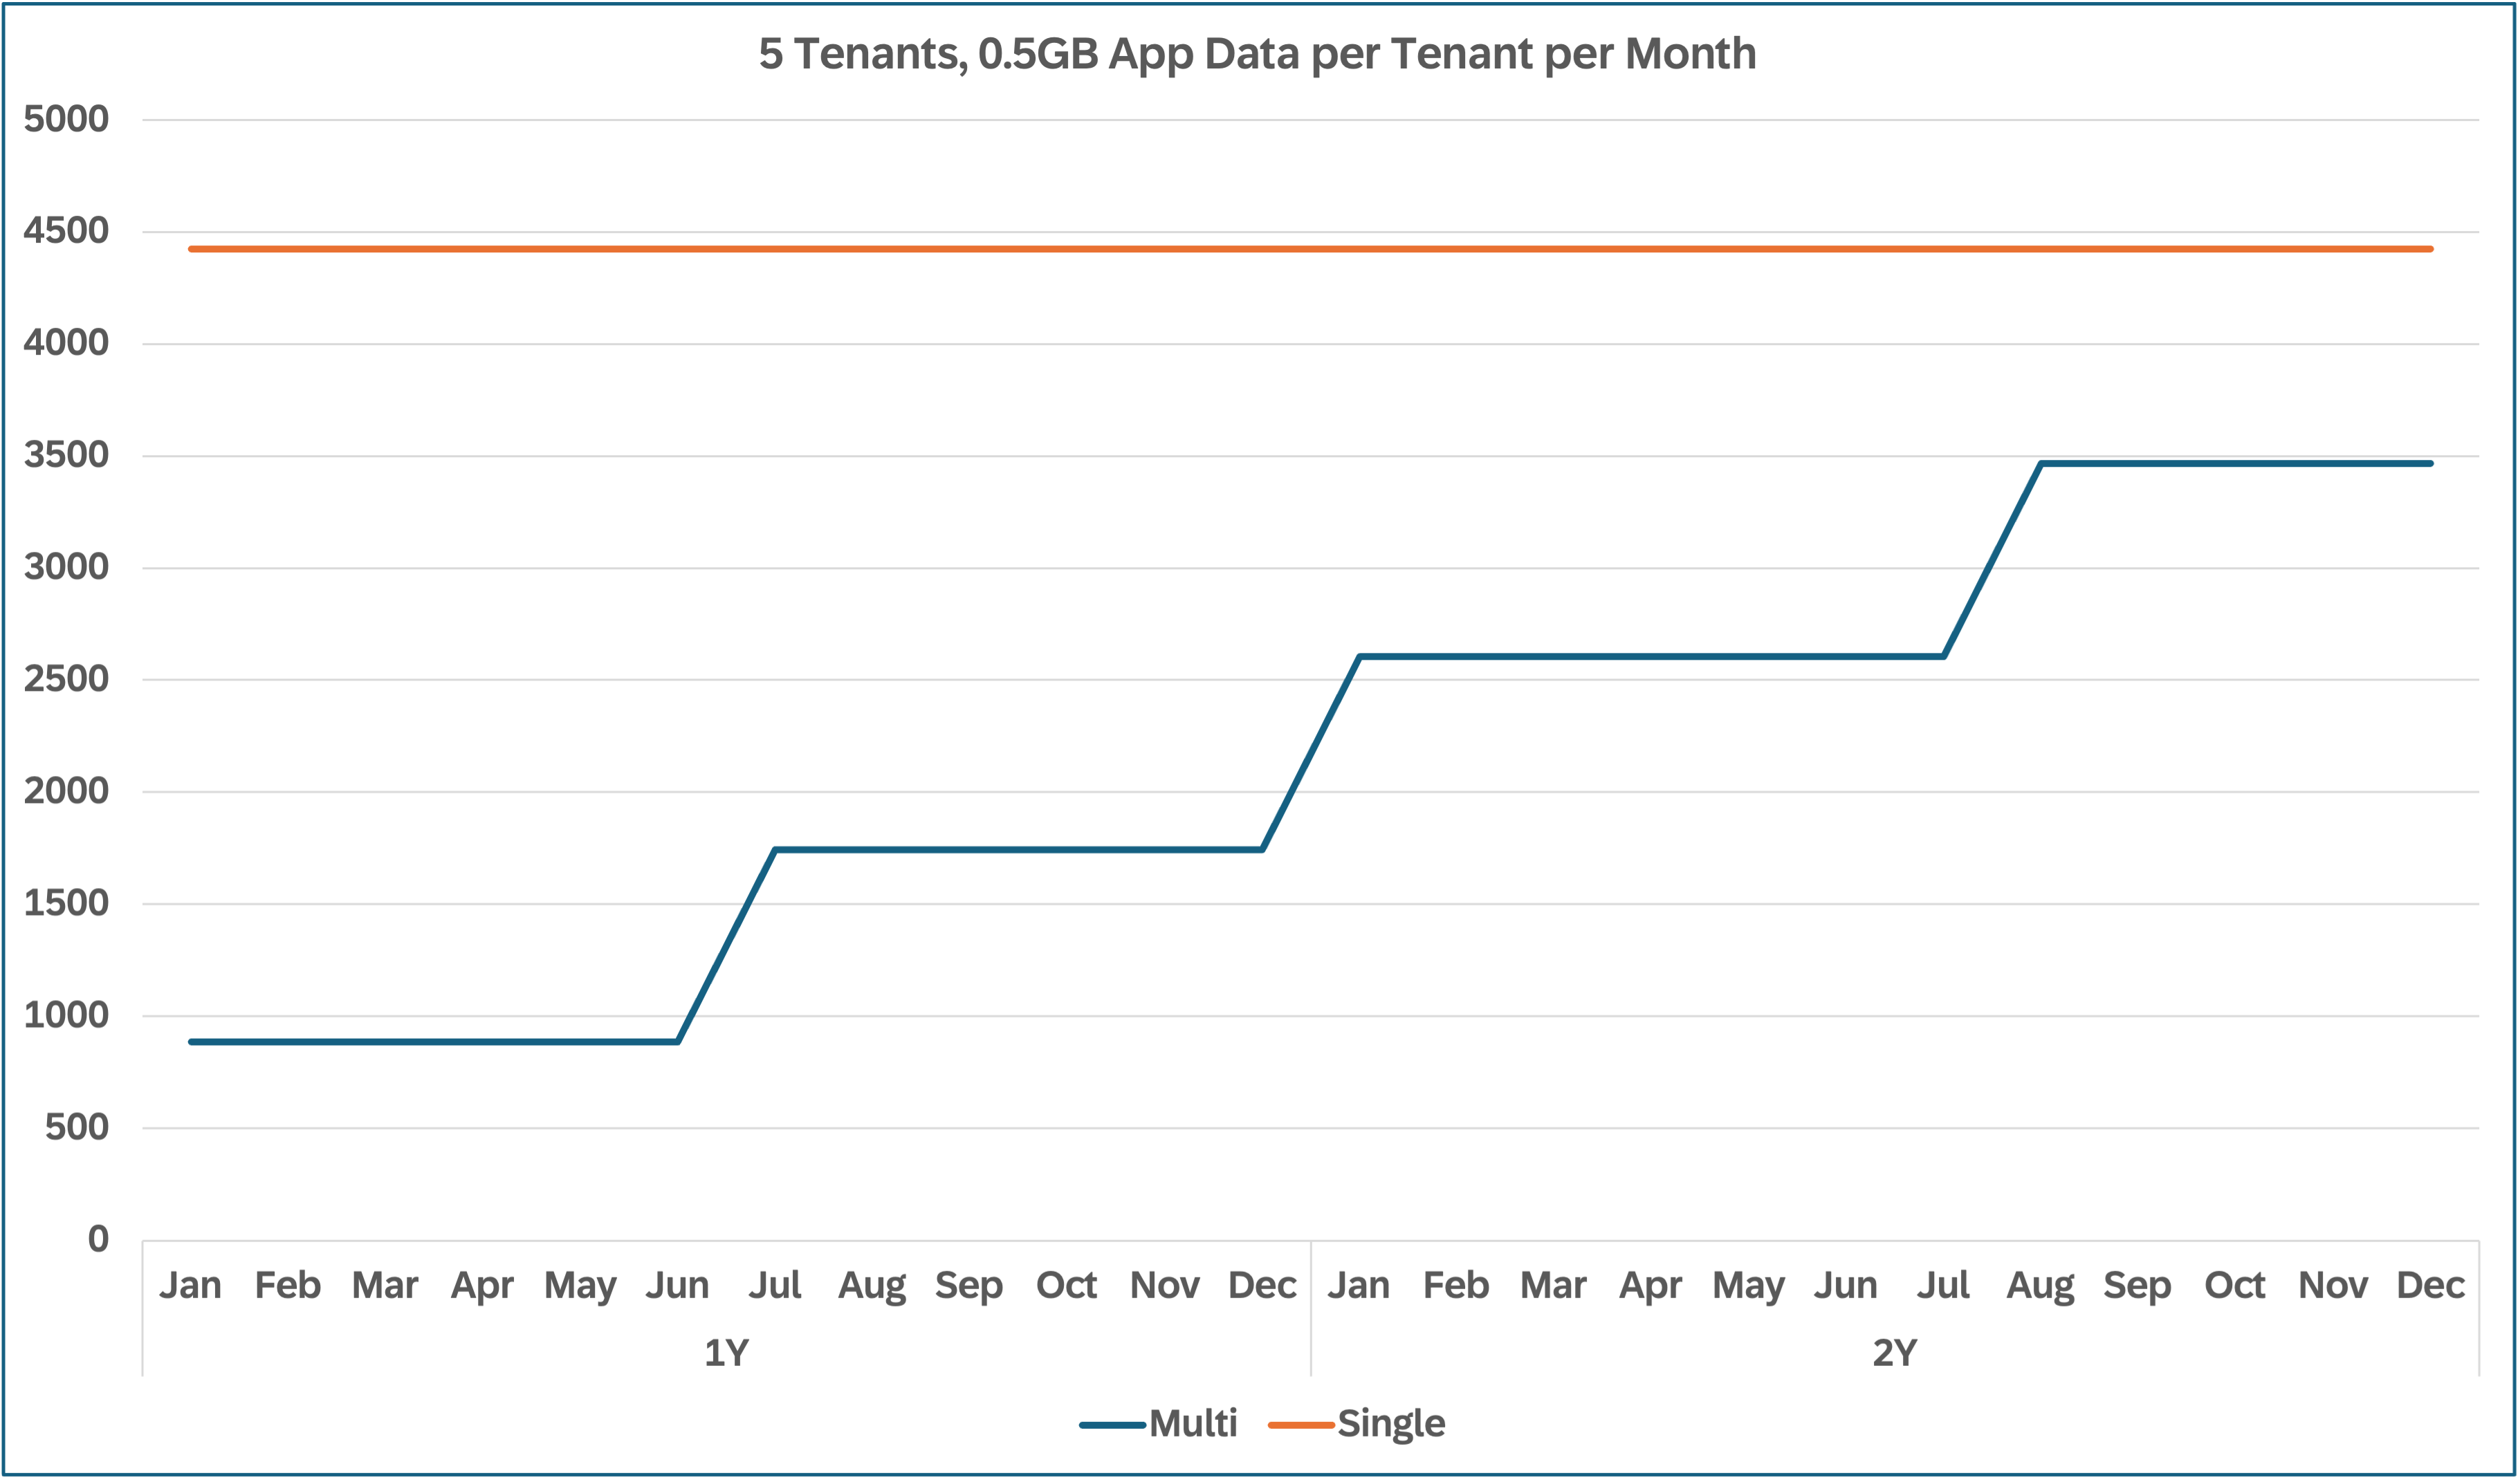 5 Tenants, 0.5GB App Data per Tenant per Month
5000
4500
4000
3500
3000
2500
2000
1500
1000
500
0
Jan Feb Mar Apr May Jun Jul Aug Sep Oct Nov Dec Jan Feb Mar Apr May Jun Jul Aug Sep Oct Nov Dec
1Y 2Y
Multi Single